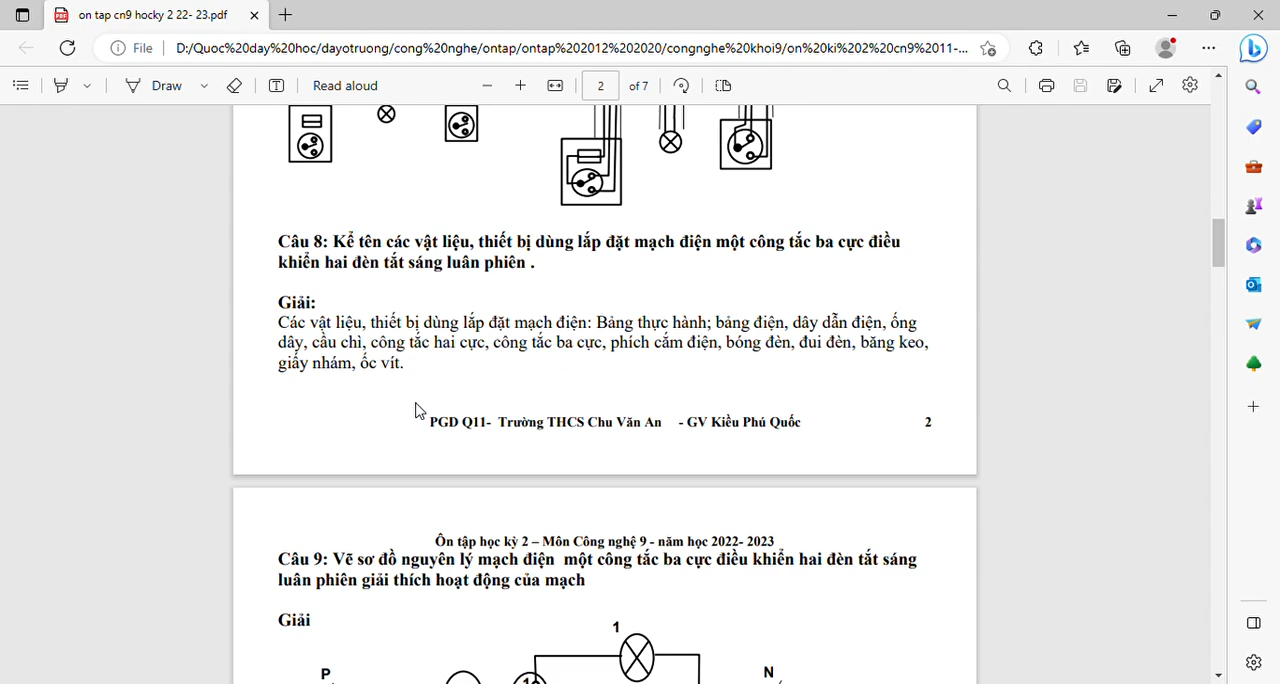 on tap cn9 hocky 2 22- 23.pdf
File D:/Quoc%20day%20hoc/dayotruong/cong%20nghe/ontap/ontap%202012%202020/congnghe%20khoi9/on%20ki%202%20cn9%2011-...
Draw Read aloud 2 of 7
Câu 8: Kể tên các vật liệu, thiết bị dùng lắp đặt mạch điện một công tắc ba cực điều
khiển hai đèn tắt sáng luân phiên .
Giải:
Các vật liệu, thiết bị dùng lắp đặt mạch điện: Bảng thực hành; bảng điện, dây dẫn điện, ống
dây, cầu chì, công tắc hai cực, công tắc ba cực, phích cắm điện, bóng đèn, đui đèn, băng keo,
giấy nhám, ốc vít.
PGD Q11- Trường THCS Chu Văn An - GV Kiều Phú Quốc 2
Ôn tập học kỳ 2 – Môn Công nghệ 9 - năm học 2022- 2023
Câu 9: Vẽ sơ đồ nguyên lý mạch điện một công tắc ba cực điều khiển hai đèn tắt sáng
luân phiên giải thích hoạt động của mạch
Giải
1
P N